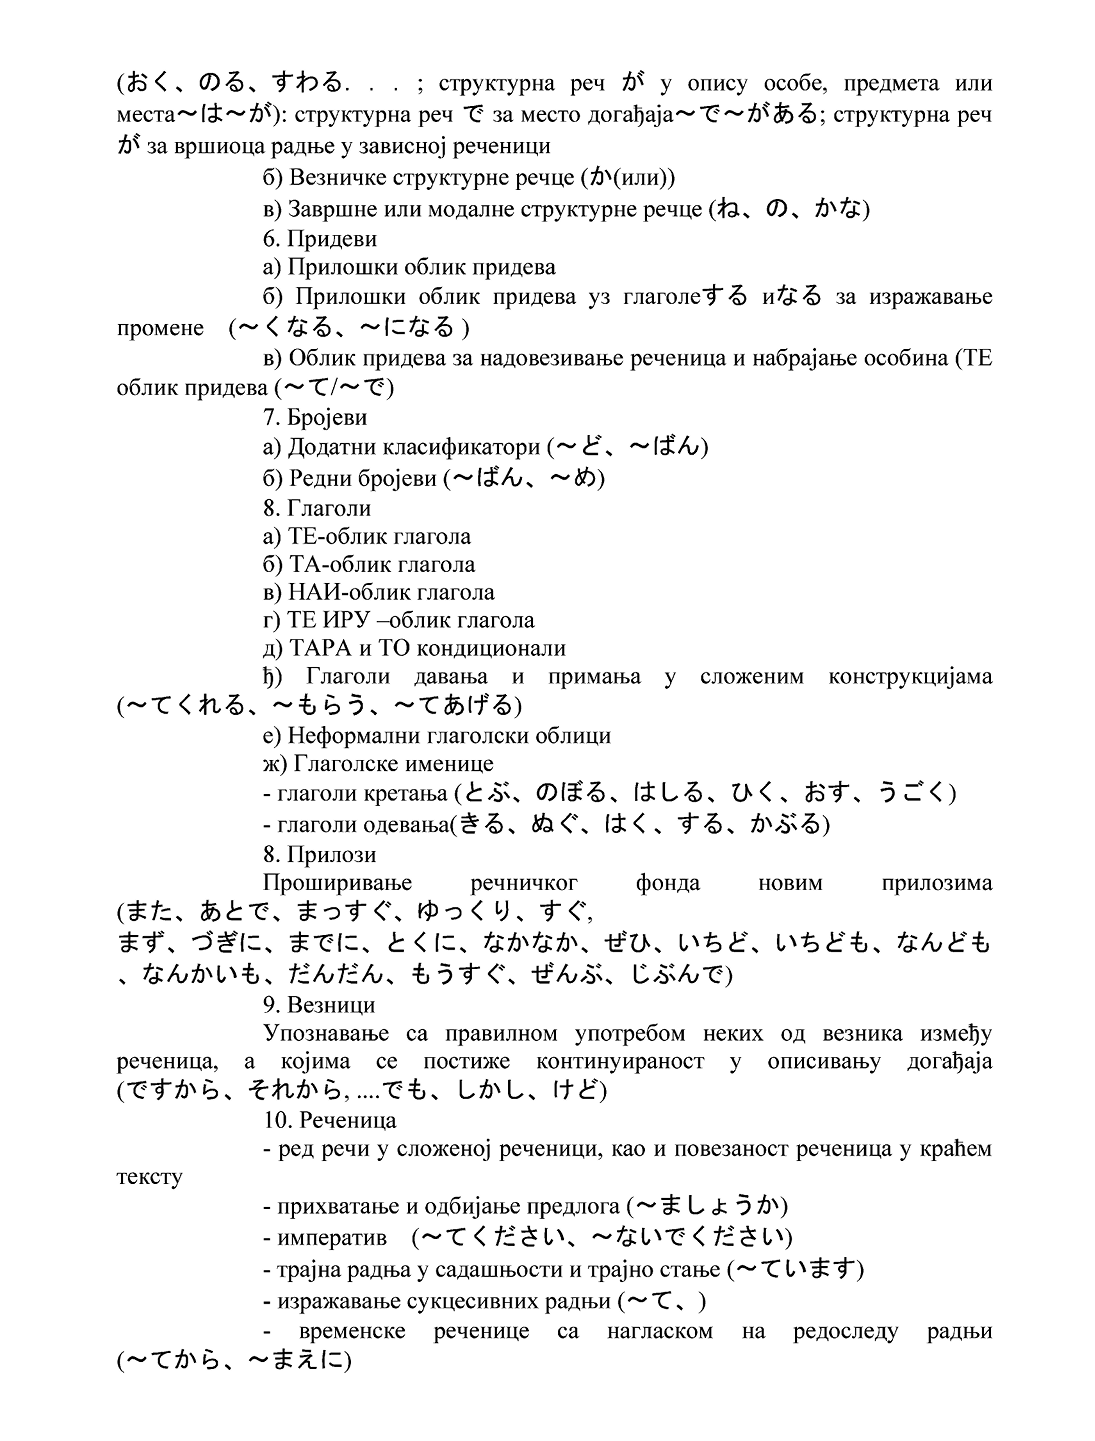 (おく、のる、すわる. . . ; структурна реч が у опису особе, предмета или
места～は～が): структурна реч で за место догађаја～で～がある; структурна реч
が за вршиоца радње у зависној реченици
б) Везничке структурне речце (か(или))
в) Завршне или модалне структурне речце (ね、の、かな)
6. Придеви
а) Прилошки облик придева
б) Прилошки облик придева уз глаголеする иなる за изражавање
промене (～くなる、～になる )
в) Облик придева за надовезивање реченица и набрајање особина (ТЕ
облик придева (～て/～で)
7. Бројеви
а) Додатни класификатори (～ど、～ばん)
б) Редни бројеви (～ばん、～め)
8. Глаголи
а) ТЕ-облик глагола
б) ТА-облик глагола
в) НАИ-облик глагола
г) ТЕ ИРУ –облик глагола
д) ТАРА и ТО кондиционали
ђ) Глаголи давања и примања у сложеним конструкцијама
(～てくれる、～もらう、～てあげる)
е) Неформални глаголски облици
ж) Глаголске именице
- глаголи кретања (とぶ、のぼる、はしる、ひく、おす、うごく)
- глаголи одевања(きる、ぬぐ、はく、する、かぶる)
8. Прилози
Проширивање речничког фонда новим прилозима
(また、あとで、まっすぐ、ゆっくり、すぐ,
まず、づぎに、までに、とくに、なかなか、ぜひ、いちど、いちども、なんども
、なんかいも、だんだん、もうすぐ、ぜんぶ、じぶんで)
9. Везници
Упознавање са правилном употребом неких од везника између
реченица, а којима се постиже континуираност у описивању догађаја
(ですから、それから, ....でも、しかし、けど)
10. Реченица
- ред речи у сложеној реченици, као и повезаност реченица у краћем
тексту
- прихватање и одбијање предлога (～ましょうか)
- императив (～てください、～ないでください)
- трајна радња у садашњости и трајно стање (～ています)
- изражавање сукцесивних радњи (～て、)
- временске реченице са нагласком на редоследу радњи
(～てから、～まえに)